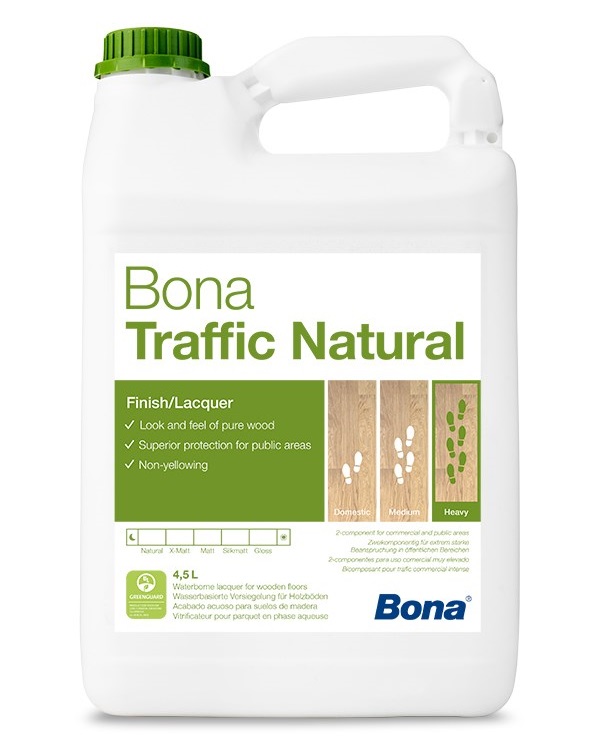 Bona
Traffic Natural
Finish/Lacquer
✓ Look and feel of pure wood
✓ Superior protection for public areas
✓ Non-yellowing
Domestic
Medium
Heavy
Natural X-Matt Matt Silkmatt Gloss
2-component for commercial and public areas
Zweikomponentig für extrem starke
Beanspruchung in öffentlichen Bereichen
2-componentes para uso comercial muy elevado
Bicomposant pour traffic commercial intense
GREENGUARD
4,5 L
Waterborne lacquer for wooden floors
Wasserbasierte Versiegelung für Holzböden
Acabado acuoso para suelos de madera
Vitrificateur pour parquet en phase aqueuse
Bona®